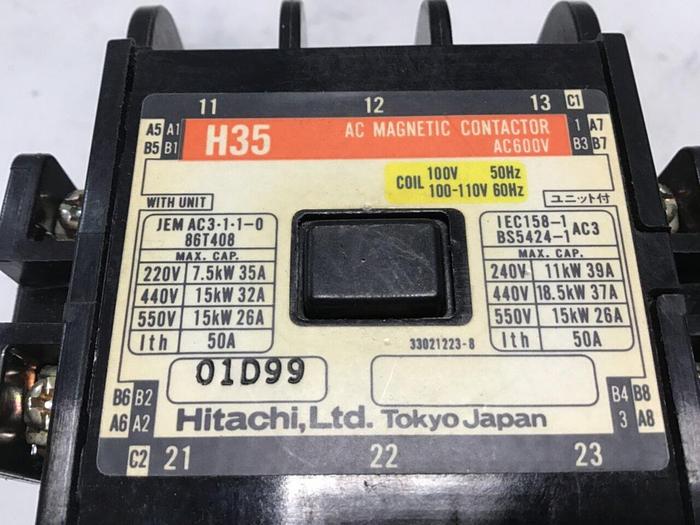 11 12 13 C1
A5 A1 H35 AC MAGNETIC CONTACTOR 1 A7
B5 B1 AC600V B3 B7
COIL 100V 50Hz
100-110V 60Hz
WITH UNIT ユニット付
JEM AC3·1·1-0
86T408
MAX. CAP.
220V 7.5kW 35A
440V 15kW 32A
550V 15kW 26A
Ith 50A
IEC158-1
BS5424-1 AC3
MAX. CAP.
240V 11kW 39A
440V 18.5kW 37A
550V 15kW 26A
Ith 50A
33021223-8
01D99
B6 B2 B4 B8
A6 A2 Hitachi,Ltd. Tokyo Japan 3 A8
C2 21 22 23